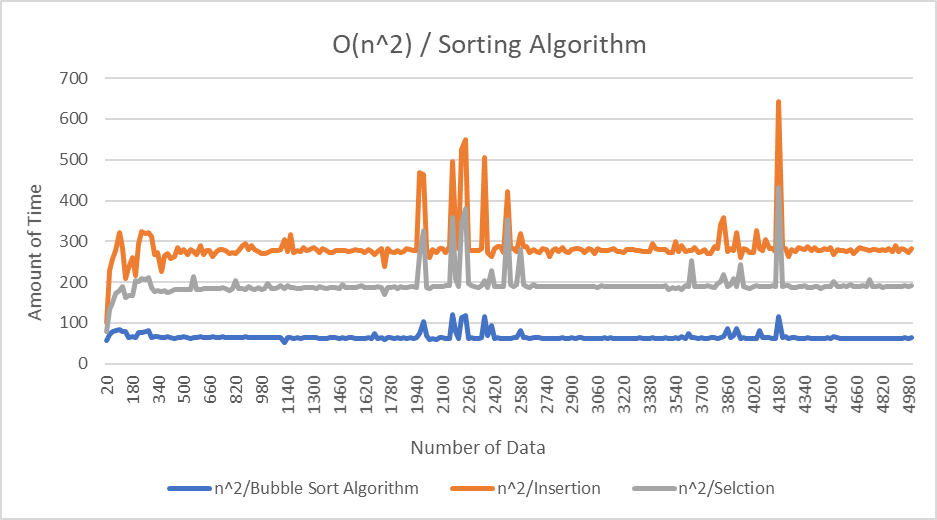 O(n^2) / Sorting Algorithm
700
600
500
400
300
200
100
0
Amount of Time
20 180 340 500 660 820 980 1140 1300 1460 1620 1780 1940 2100 2260 2420 2580 2740 2900 3060 3220 3380 3540 3700 3860 4020 4180 4340 4500 4660 4820 4980
Number of Data
n^2/Bubble Sort Algorithm n^2/Insertion n^2/Selction